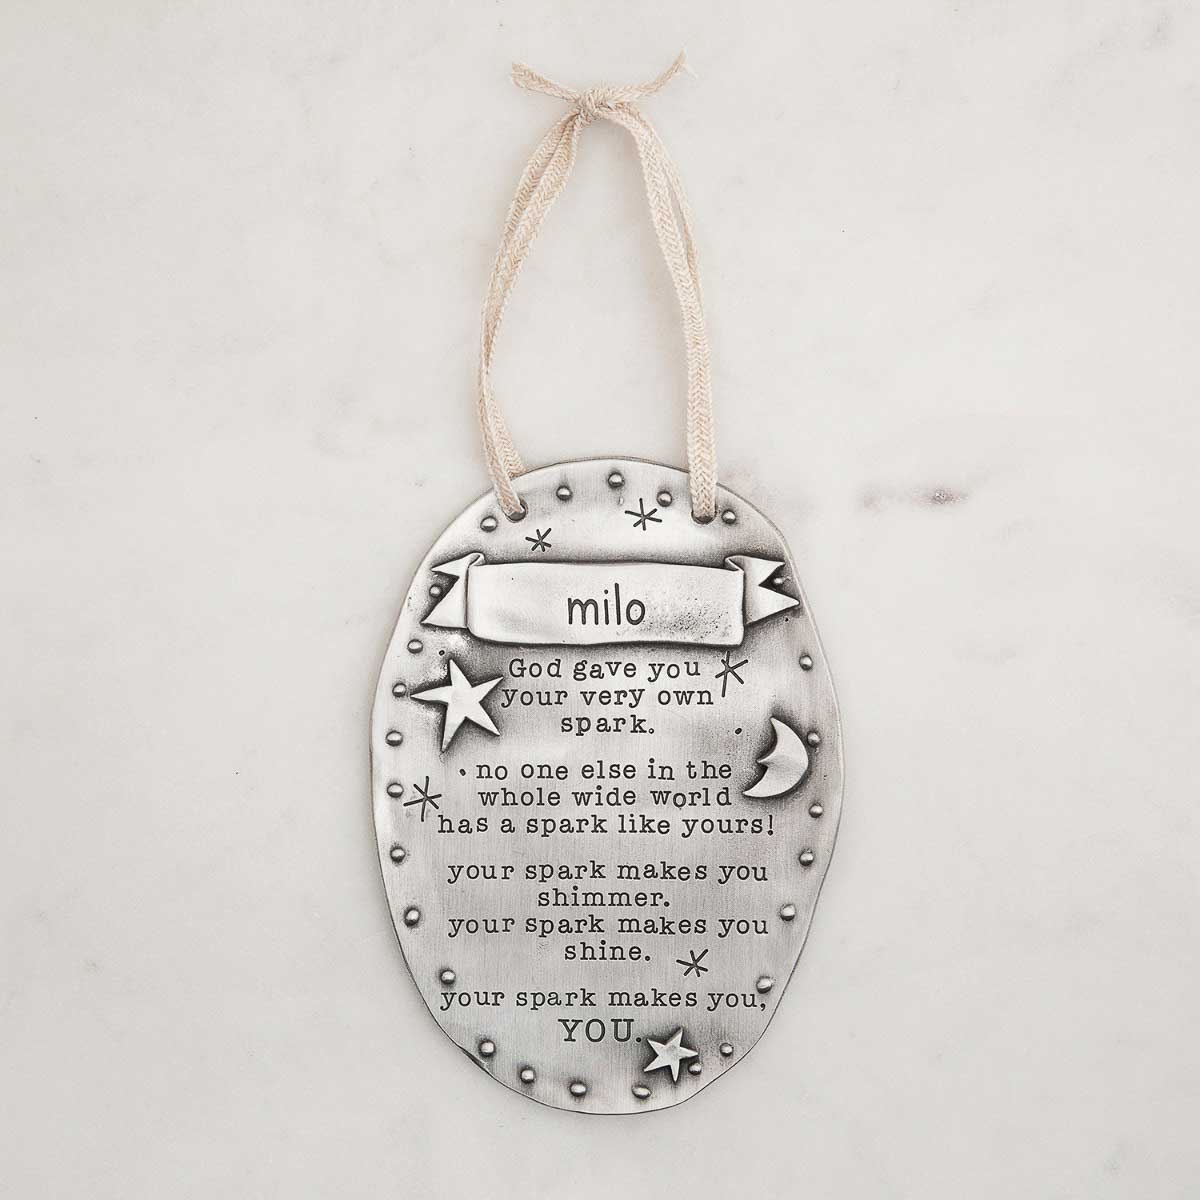 milo
God gave you
your very own
spark.
no one else in the
whole wide world
has a spark like yours!
your spark makes you
shimmer.
your spark makes you
shine.
your spark makes you,
YOU.